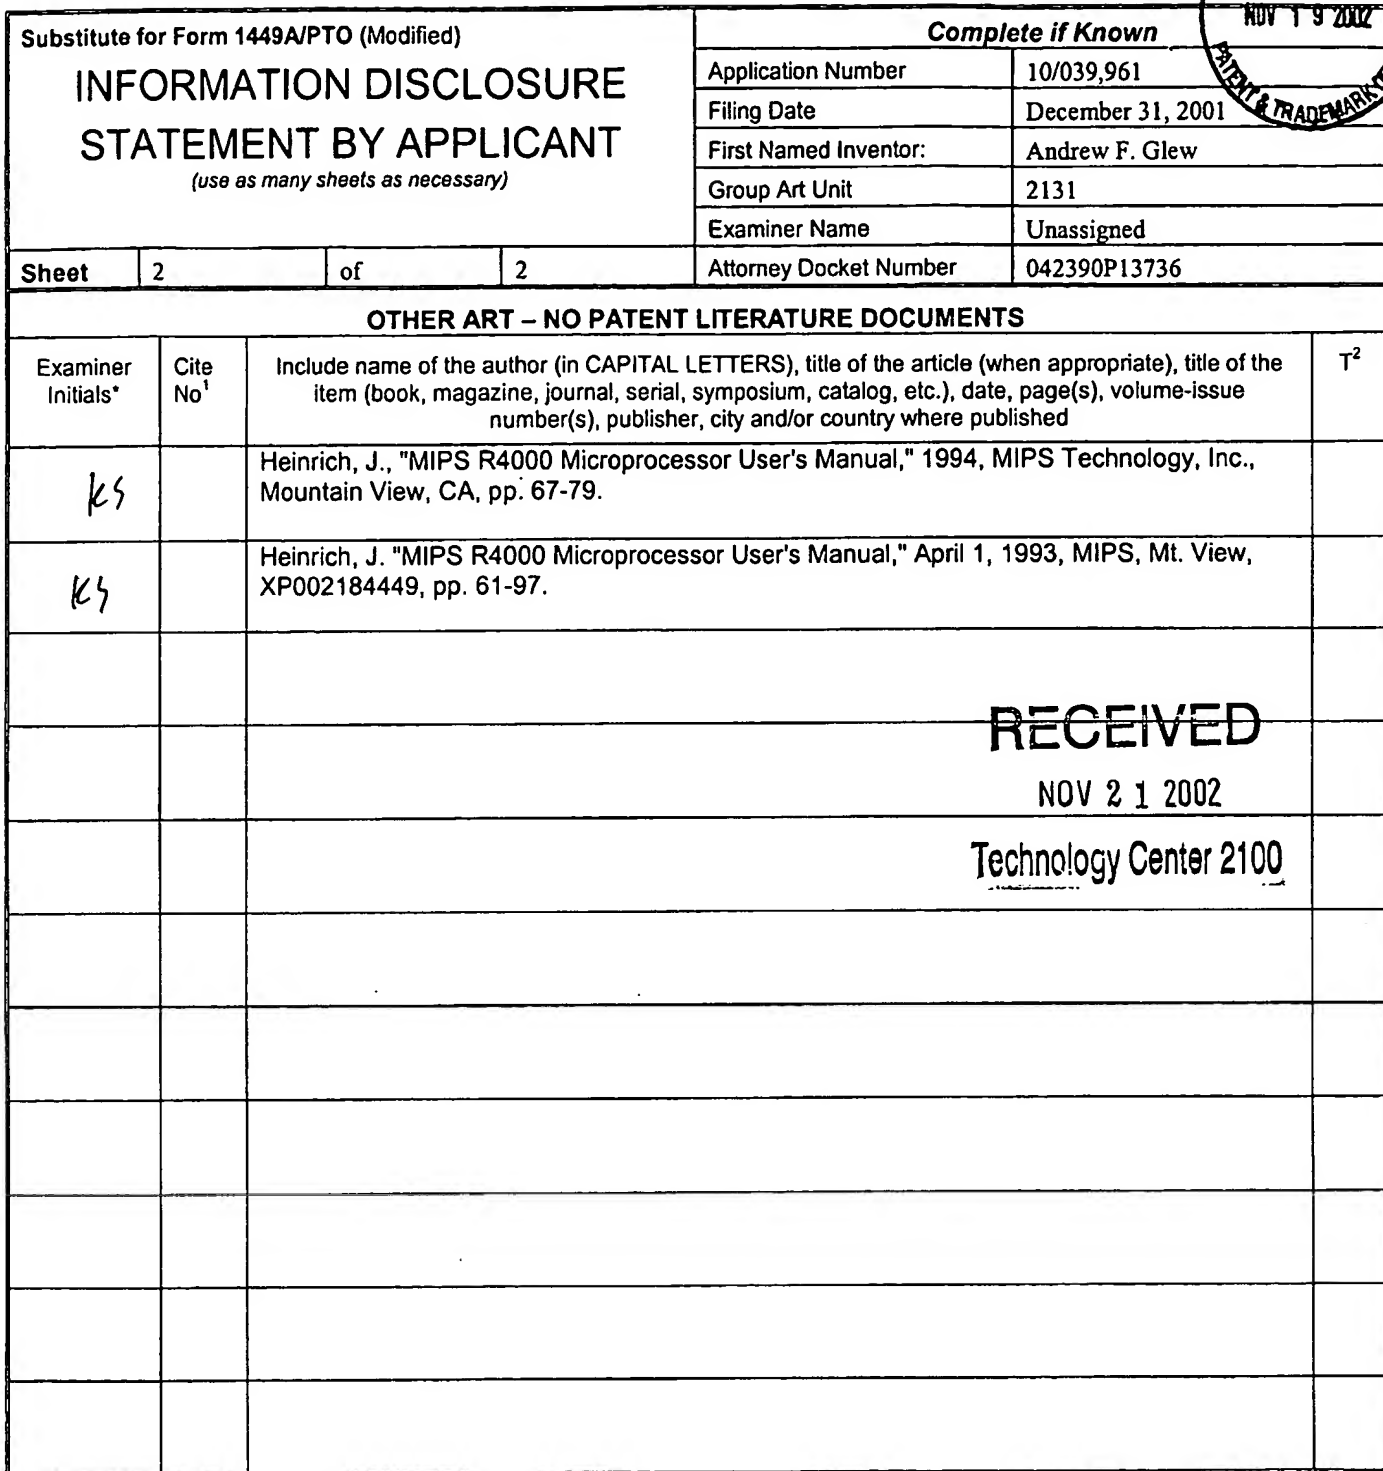 NOV 19 2002
PATENT & TRADEMARK
Substitute for Form 1449A/PTO (Modified)
INFORMATION DISCLOSURE
STATEMENT BY APPLICANT
(use as many sheets as necessary)
Sheet 2 of 2
Complete if Known
Application Number 10/039,961
Filing Date December 31, 2001
First Named Inventor: Andrew F. Glew
Group Art Unit 2131
Examiner Name Unassigned
Attorney Docket Number 042390P13736
OTHER ART – NO PATENT LITERATURE DOCUMENTS
Examiner
Initials*
Cite
No¹
Include name of the author (in CAPITAL LETTERS), title of the article (when appropriate), title of the
item (book, magazine, journal, serial, symposium, catalog, etc.), date, page(s), volume-issue
number(s), publisher, city and/or country where published
T²
KS
Heinrich, J., "MIPS R4000 Microprocessor User's Manual," 1994, MIPS Technology, Inc.,
Mountain View, CA, pp. 67-79.
KS
Heinrich, J. "MIPS R4000 Microprocessor User's Manual," April 1, 1993, MIPS, Mt. View,
XP002184449, pp. 61-97.
RECEIVED
NOV 21 2002
Technology Center 2100